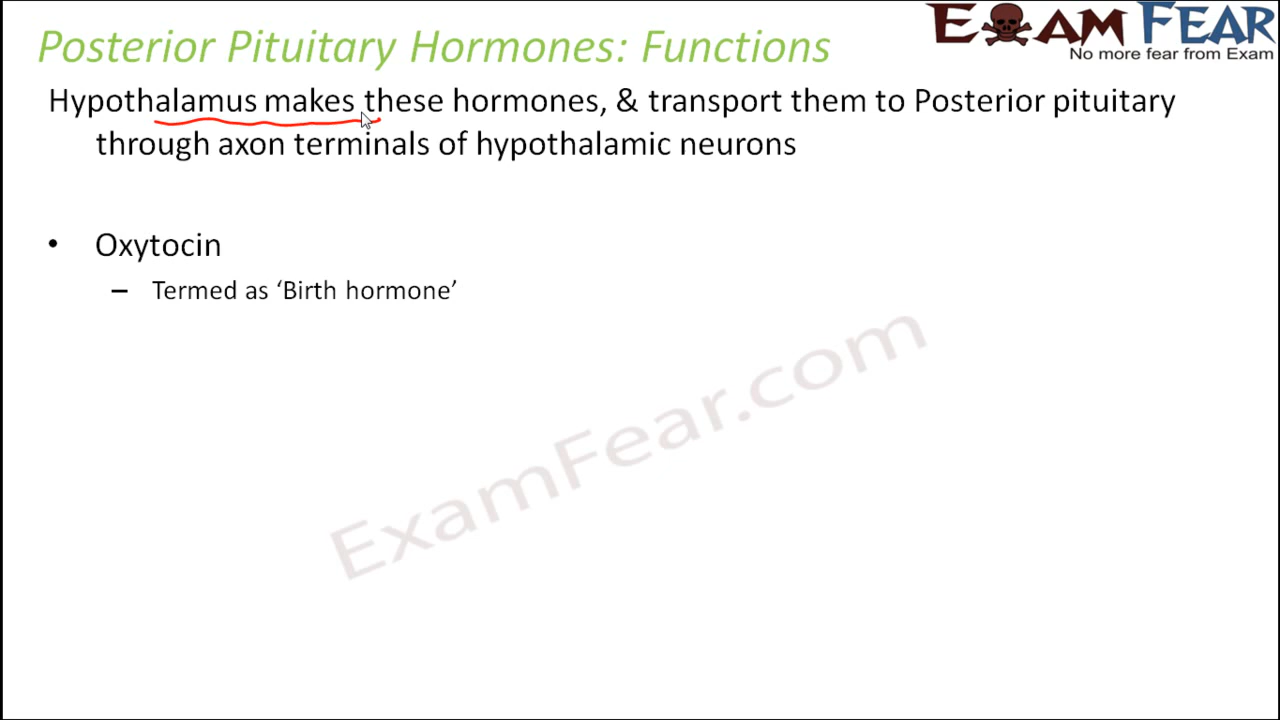 Posterior Pituitary Hormones: Functions
EXAM FEAR
No more fear from Exam
Hypothalamus makes these hormones, & transport them to Posterior pituitary
through axon terminals of hypothalamic neurons
• Oxytocin
– Termed as ‘Birth hormone’
ExamFear.com